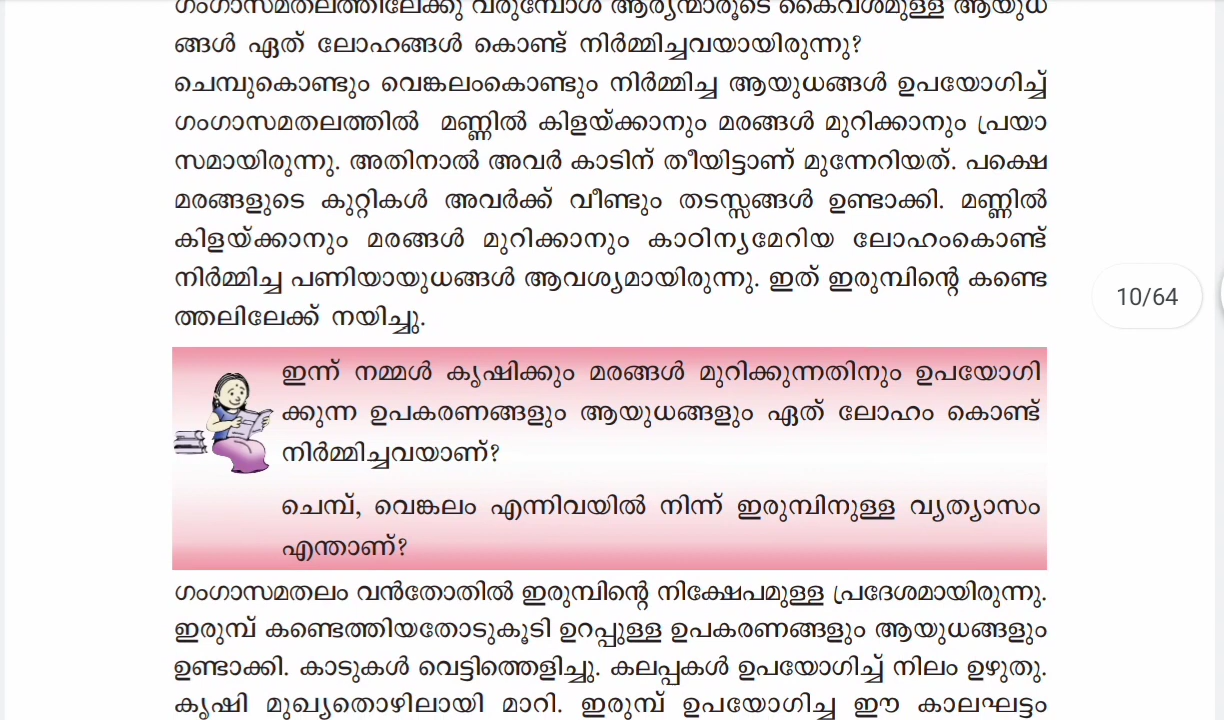 ഗംഗാസമതലത്തിലേക്കു വരുമ്പോൾ ആര്യന്മാരുടെ കൈവശമുള്ള ആയുധ
ങ്ങൾ ഏത് ലോഹങ്ങൾ കൊണ്ട് നിർമ്മിച്ചവയായിരുന്നു?
ചെമ്പുകൊണ്ടും വെങ്കലംകൊണ്ടും നിർമ്മിച്ച ആയുധങ്ങൾ ഉപയോഗിച്ച്
ഗംഗാസമതലത്തിൽ മണ്ണിൽ കിളയ്ക്കാനും മരങ്ങൾ മുറിക്കാനും പ്രയാ
സമായിരുന്നു. അതിനാൽ അവർ കാടിന് തീയിട്ടാണ് മുന്നേറിയത്. പക്ഷെ
മരങ്ങളുടെ കുറ്റികൾ അവർക്ക് വീണ്ടും തടസ്സങ്ങൾ ഉണ്ടാക്കി. മണ്ണിൽ
കിളയ്ക്കാനും മരങ്ങൾ മുറിക്കാനും കാഠിന്യമേറിയ ലോഹംകൊണ്ട്
നിർമ്മിച്ച പണിയായുധങ്ങൾ ആവശ്യമായിരുന്നു. ഇത് ഇരുമ്പിന്റെ കണ്ടെ
ത്തലിലേക്ക് നയിച്ചു.
10/64
ഇന്ന് നമ്മൾ കൃഷിക്കും മരങ്ങൾ മുറിക്കുന്നതിനും ഉപയോഗി
ക്കുന്ന ഉപകരണങ്ങളും ആയുധങ്ങളും ഏത് ലോഹം കൊണ്ട്
നിർമ്മിച്ചവയാണ്?
ചെമ്പ്, വെങ്കലം എന്നിവയിൽ നിന്ന് ഇരുമ്പിനുള്ള വ്യത്യാസം
എന്താണ്?
ഗംഗാസമതലം വൻതോതിൽ ഇരുമ്പിന്റെ നിക്ഷേപമുള്ള പ്രദേശമായിരുന്നു.
ഇരുമ്പ് കണ്ടെത്തിയതോടുകൂടി ഉറപ്പുള്ള ഉപകരണങ്ങളും ആയുധങ്ങളും
ഉണ്ടാക്കി. കാടുകൾ വെട്ടിത്തെളിച്ചു. കലപ്പകൾ ഉപയോഗിച്ച് നിലം ഉഴുതു.
കൃഷി മുഖ്യതൊഴിലായി മാറി. ഇരുമ്പ് ഉപയോഗിച്ച ഈ കാലഘട്ടം